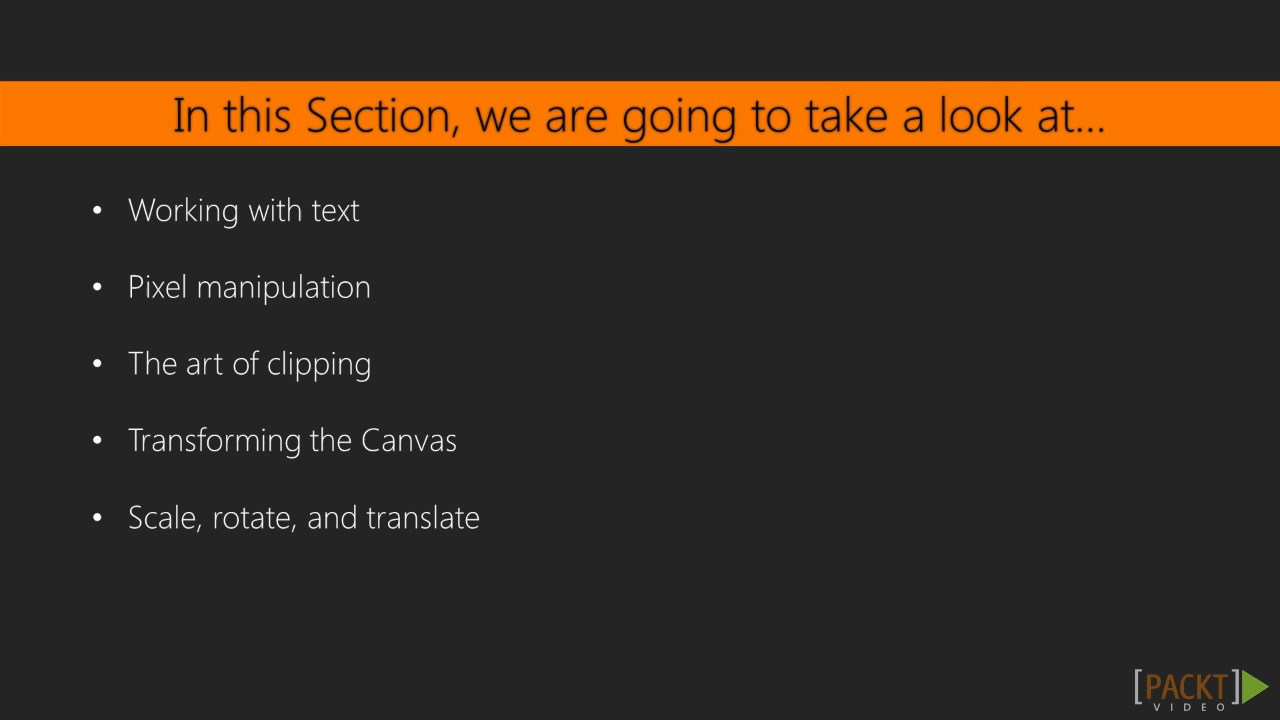 In this Section, we are going to take a look at...
• Working with text
• Pixel manipulation
• The art of clipping
• Transforming the Canvas
• Scale, rotate, and translate
[PACKT]
VIDEO